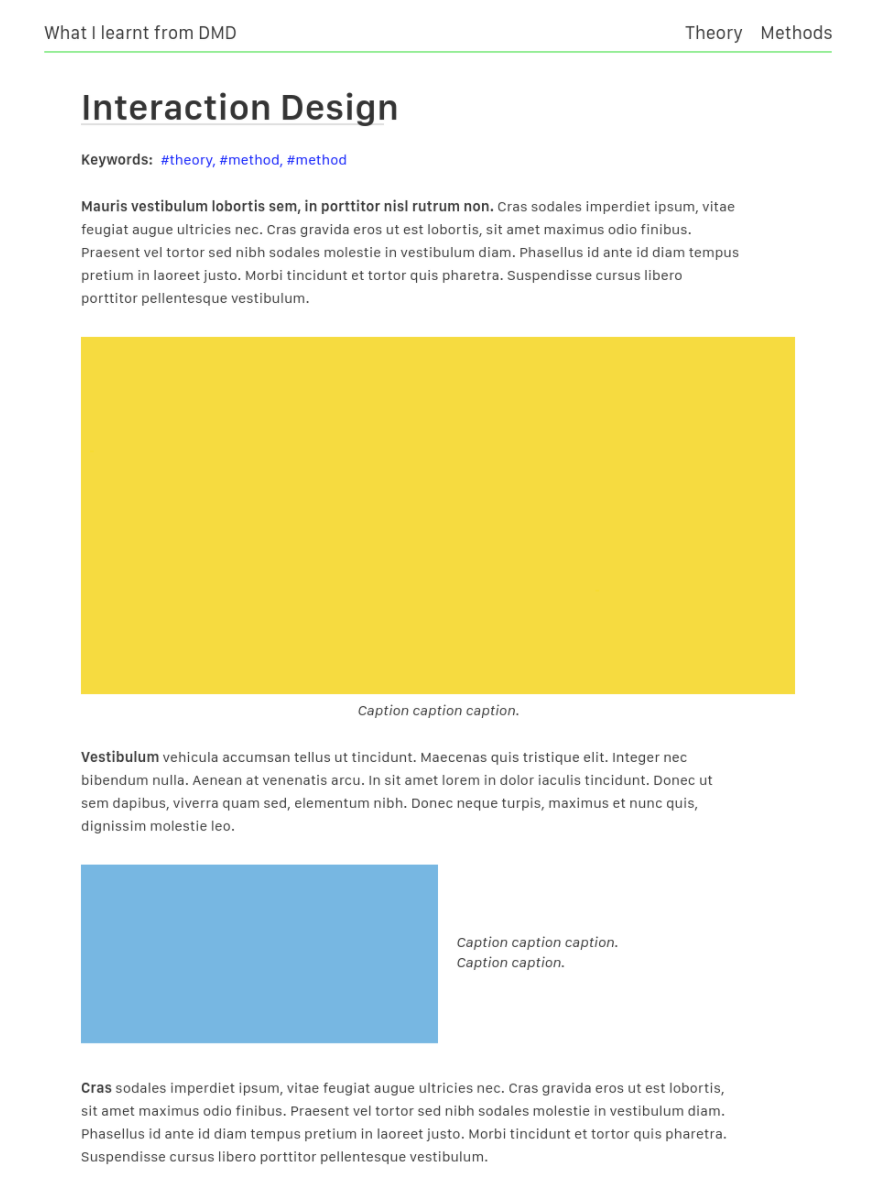 What I learnt from DMD
Theory Methods
Interaction Design
Keywords: #theory, #method, #method
Mauris vestibulum lobortis sem, in porttitor nisl rutrum non. Cras sodales imperdiet ipsum, vitae
feugiat augue ultricies nec. Cras gravida eros ut est lobortis, sit amet maximus odio finibus.
Praesent vel tortor sed nibh sodales molestie in vestibulum diam. Phasellus id ante id diam tempus
pretium in laoreet justo. Morbi tincidunt et tortor quis pharetra. Suspendisse cursus libero
porttitor pellentesque vestibulum.
Caption caption caption.
Vestibulum vehicula accumsan tellus ut tincidunt. Maecenas quis tristique elit. Integer nec
bibendum nulla. Aenean at venenatis arcu. In sit amet lorem in dolor iaculis tincidunt. Donec ut
sem dapibus, viverra quam sed, elementum nibh. Donec neque turpis, maximus et nunc quis,
dignissim molestie leo.
Caption caption caption.
Caption caption.
Cras sodales imperdiet ipsum, vitae feugiat augue ultricies nec. Cras gravida eros ut est lobortis,
sit amet maximus odio finibus. Praesent vel tortor sed nibh sodales molestie in vestibulum diam.
Phasellus id ante id diam tempus pretium in laoreet justo. Morbi tincidunt et tortor quis pharetra.
Suspendisse cursus libero porttitor pellentesque vestibulum.